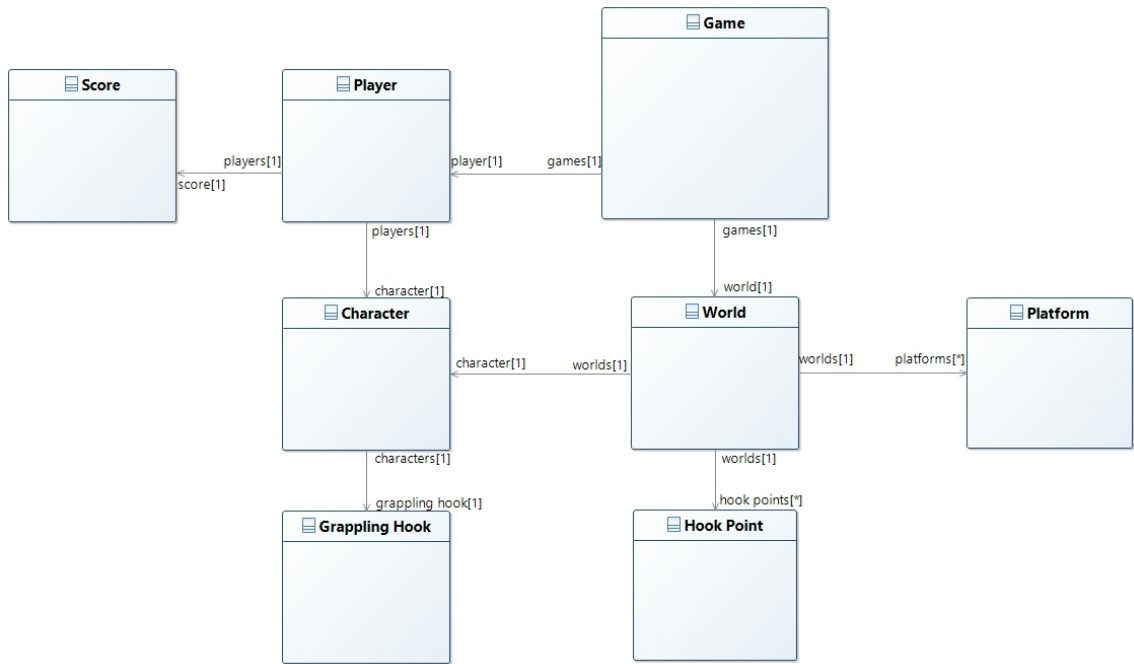 Game
Score
Player
players[1]
score[1]
player[1]
games[1]
players[1]
games[1]
character[1]
world[1]
Character
World
Platform
character[1]
worlds[1]
worlds[1]
platforms[*]
characters[1]
worlds[1]
grappling hook[1]
hook points[*]
Grappling Hook
Hook Point